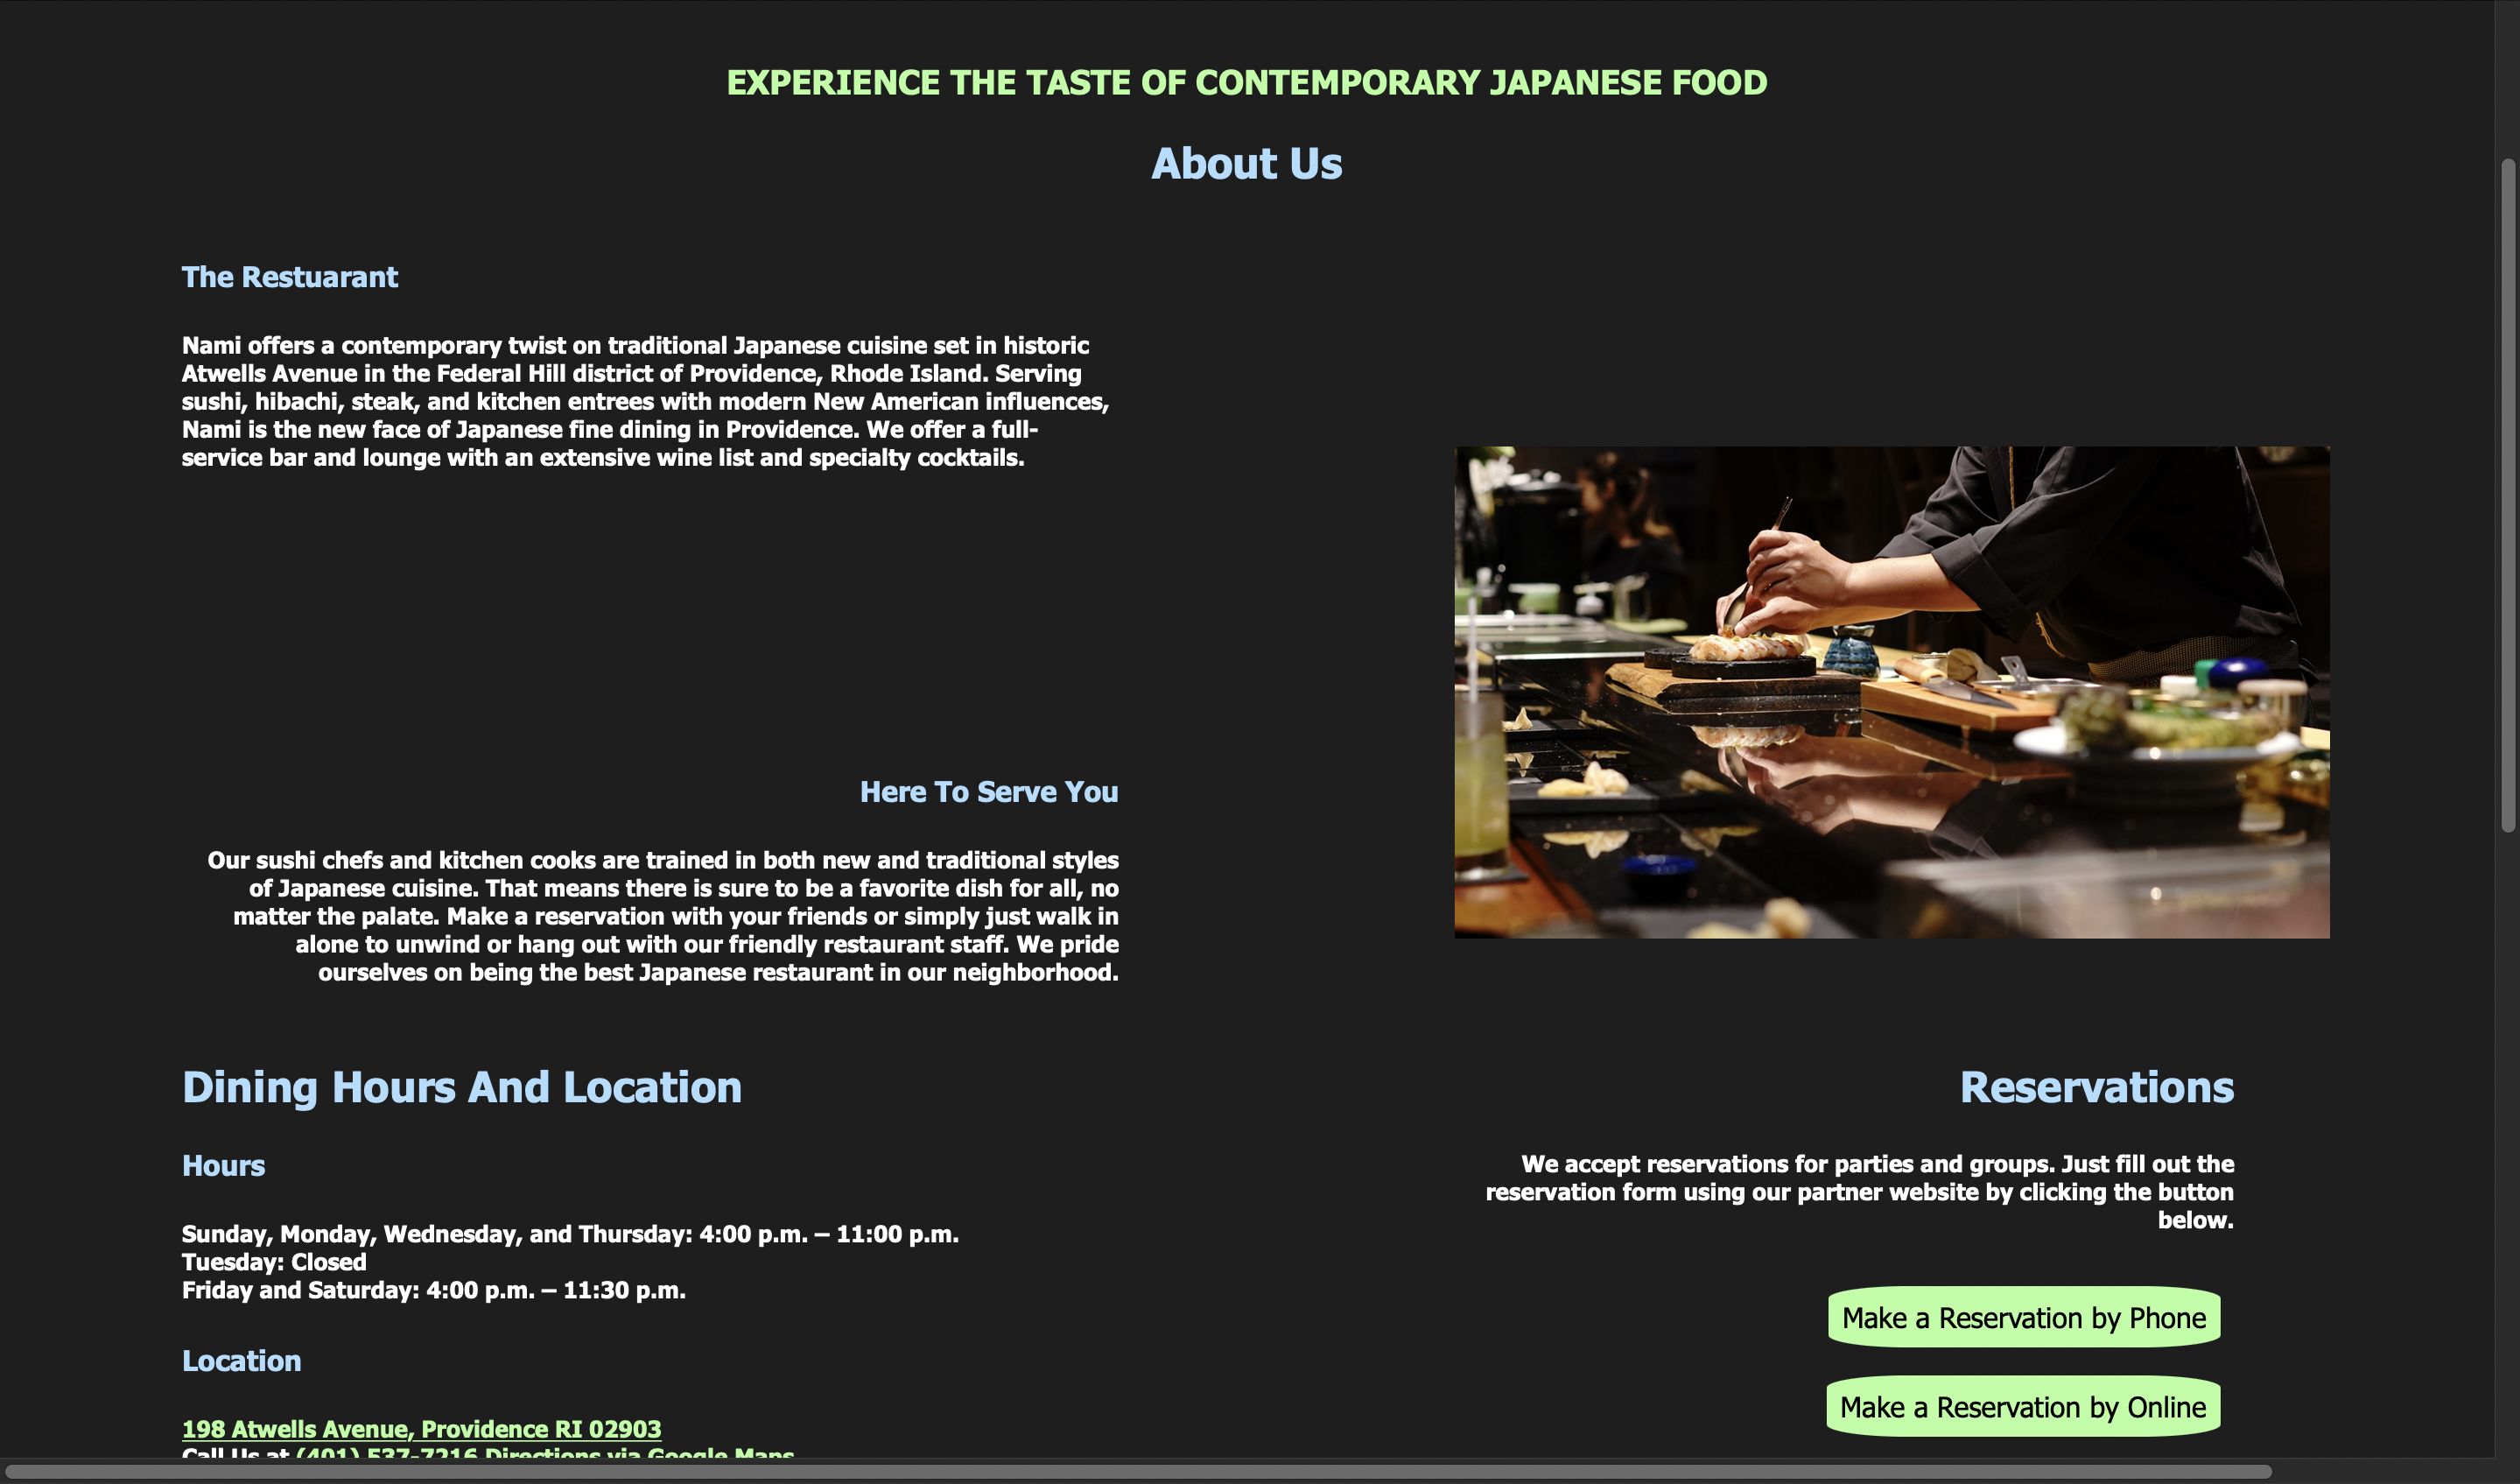 EXPERIENCE THE TASTE OF CONTEMPORARY JAPANESE FOOD
About Us
The Restuarant
Nami offers a contemporary twist on traditional Japanese cuisine set in historic
Atwells Avenue in the Federal Hill district of Providence, Rhode Island. Serving
sushi, hibachi, steak, and kitchen entrees with modern New American influences,
Nami is the new face of Japanese fine dining in Providence. We offer a full-
service bar and lounge with an extensive wine list and specialty cocktails.
Here To Serve You
Our sushi chefs and kitchen cooks are trained in both new and traditional styles
of Japanese cuisine. That means there is sure to be a favorite dish for all, no
matter the palate. Make a reservation with your friends or simply just walk in
alone to unwind or hang out with our friendly restaurant staff. We pride
ourselves on being the best Japanese restaurant in our neighborhood.
Dining Hours And Location
Hours
Sunday, Monday, Wednesday, and Thursday: 4:00 p.m. – 11:00 p.m.
Tuesday: Closed
Friday and Saturday: 4:00 p.m. – 11:30 p.m.
Location
198 Atwells Avenue, Providence RI 02903
Call Us at (401) 537-7216 Directions via Google Maps
Reservations
We accept reservations for parties and groups. Just fill out the
reservation form using our partner website by clicking the button
below.
Make a Reservation by Phone
Make a Reservation by Online